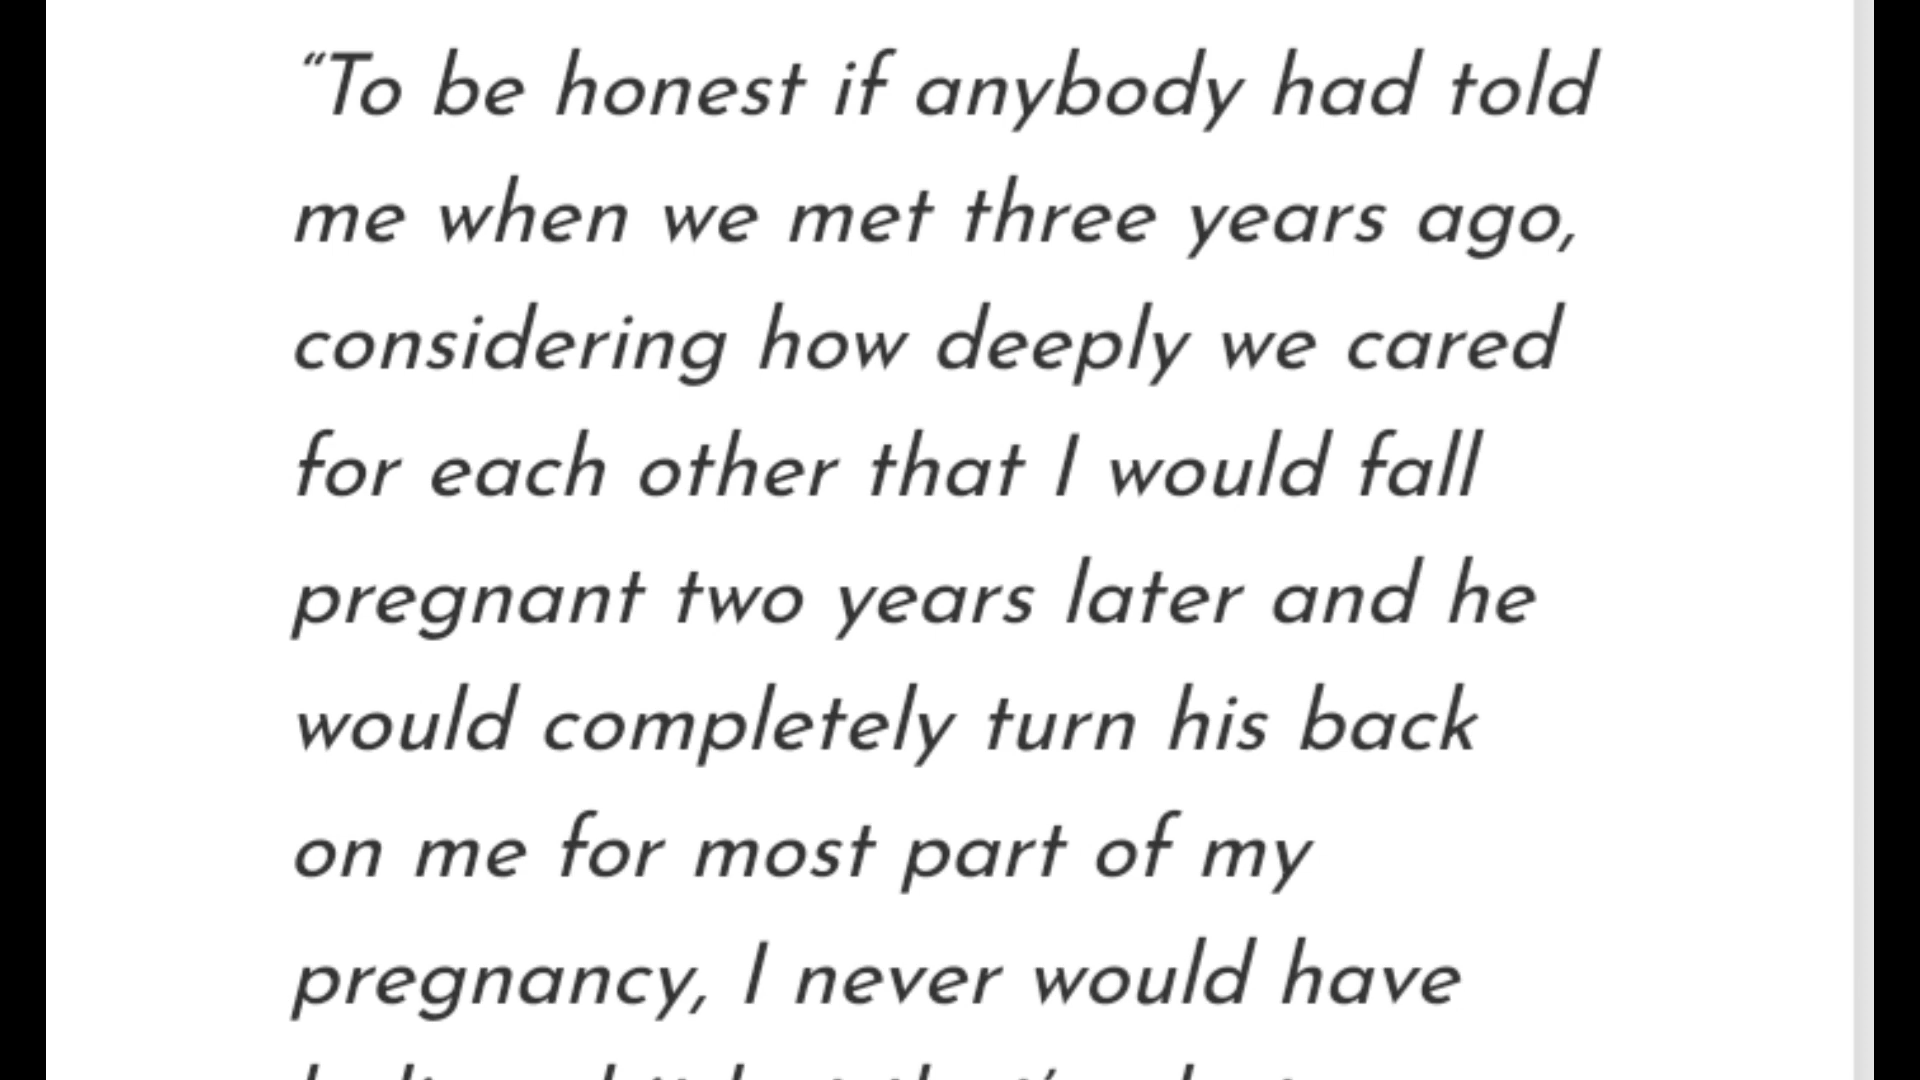 “To be honest if anybody had told
me when we met three years ago,
considering how deeply we cared
for each other that I would fall
pregnant two years later and he
would completely turn his back
on me for most part of my
pregnancy, I never would have